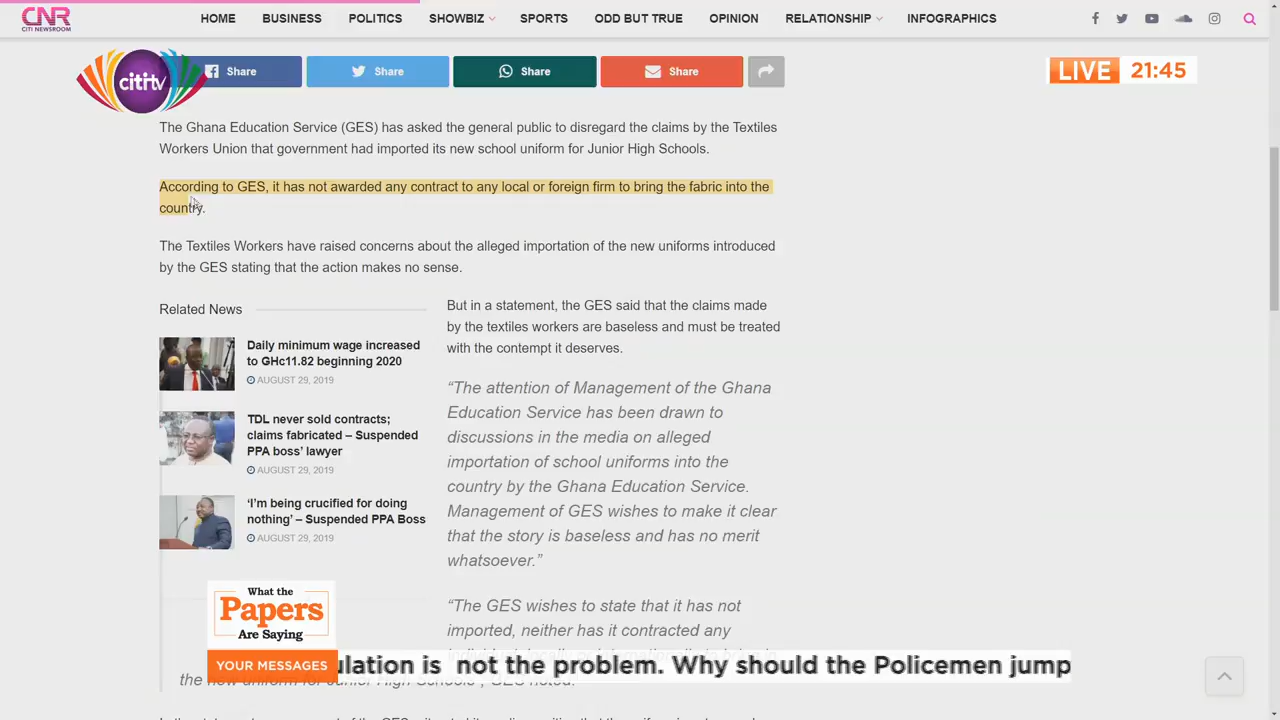 CNR
CITI NEWSROOM
HOME
BUSINESS
POLITICS
SHOWBIZ
SPORTS
ODD BUT TRUE
OPINION
RELATIONSHIP
INFOGRAPHICS
citi tv
Share
Share
Share
Share
LIVE 21:45
The Ghana Education Service (GES) has asked the general public to disregard the claims by the Textiles
Workers Union that government had imported its new school uniform for Junior High Schools.
According to GES, it has not awarded any contract to any local or foreign firm to bring the fabric into the
country.
The Textiles Workers have raised concerns about the alleged importation of the new uniforms introduced
by the GES stating that the action makes no sense.
Related News
Daily minimum wage increased
to GHc11.82 beginning 2020
AUGUST 29, 2019
TDL never sold contracts;
claims fabricated – Suspended
PPA boss’ lawyer
AUGUST 29, 2019
‘I’m being crucified for doing
nothing’ – Suspended PPA Boss
AUGUST 29, 2019
But in a statement, the GES said that the claims made
by the textiles workers are baseless and must be treated
with the contempt it deserves.
“The attention of Management of the Ghana
Education Service has been drawn to
discussions in the media on alleged
importation of school uniforms into the
country by the Ghana Education Service.
Management of GES wishes to make it clear
that the story is baseless and has no merit
whatsoever.”
“The GES wishes to state that it has not
imported, neither has it contracted any
What the
Papers
Are Saying
YOUR MESSAGES
ulation is not the problem. Why should the Policemen jump